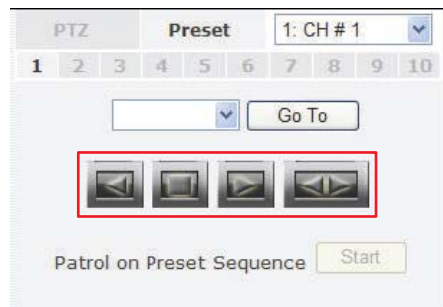 PTZ Preset 1: CH # 1
1 2 3 4 5 6 7 8 9 10
Go To
Patrol on Preset Sequence Start